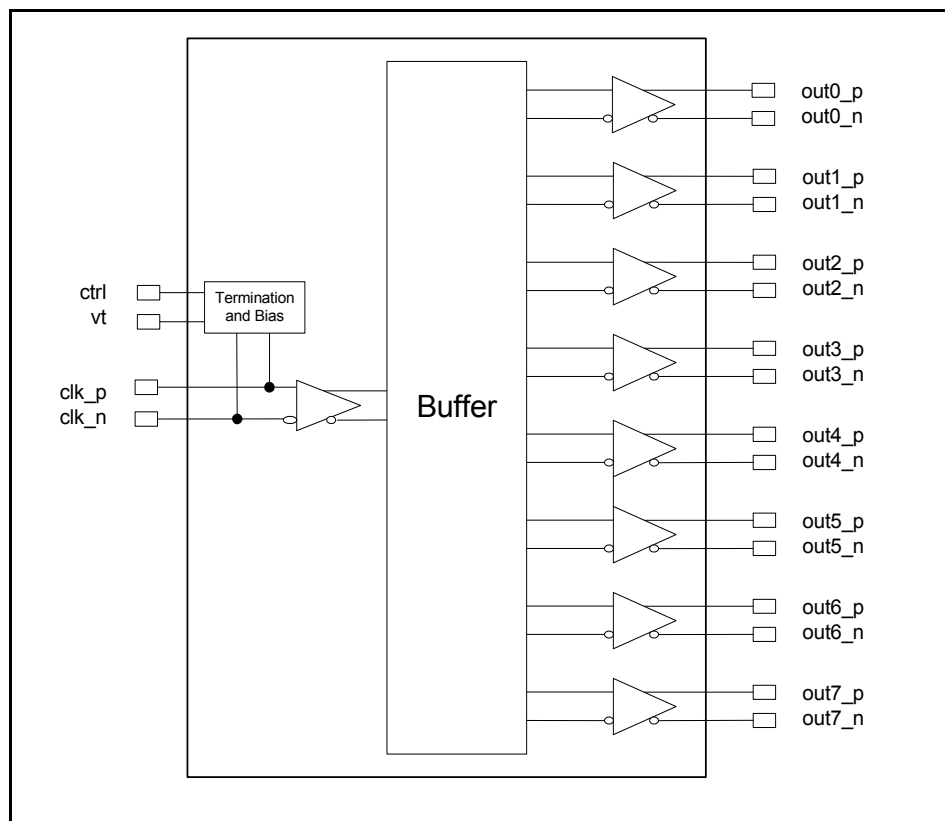 ctrl
vt
clk_p
clk_n
Termination
and Bias
Buffer
out0_p
out0_n
out1_p
out1_n
out2_p
out2_n
out3_p
out3_n
out4_p
out4_n
out5_p
out5_n
out6_p
out6_n
out7_p
out7_n